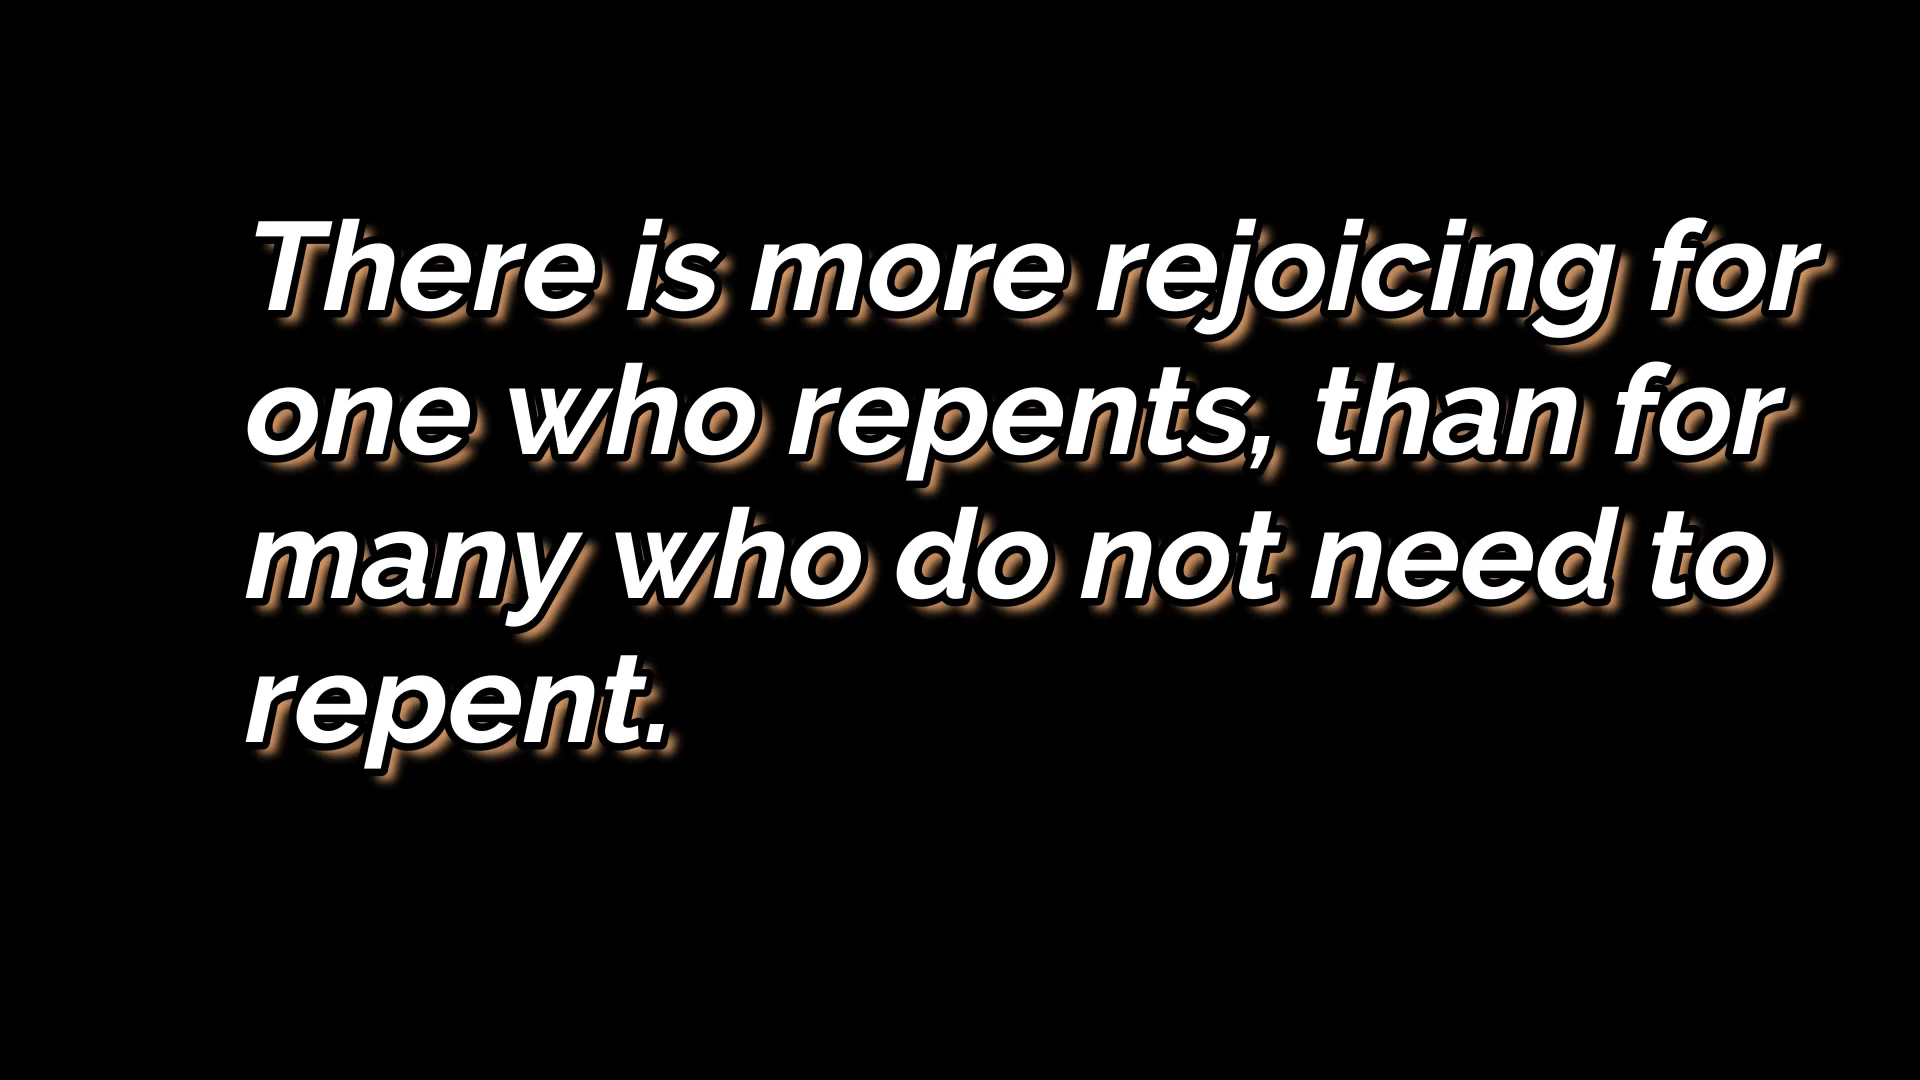 There is more rejoicing for
one who repents, than for
many who do not need to
repent.